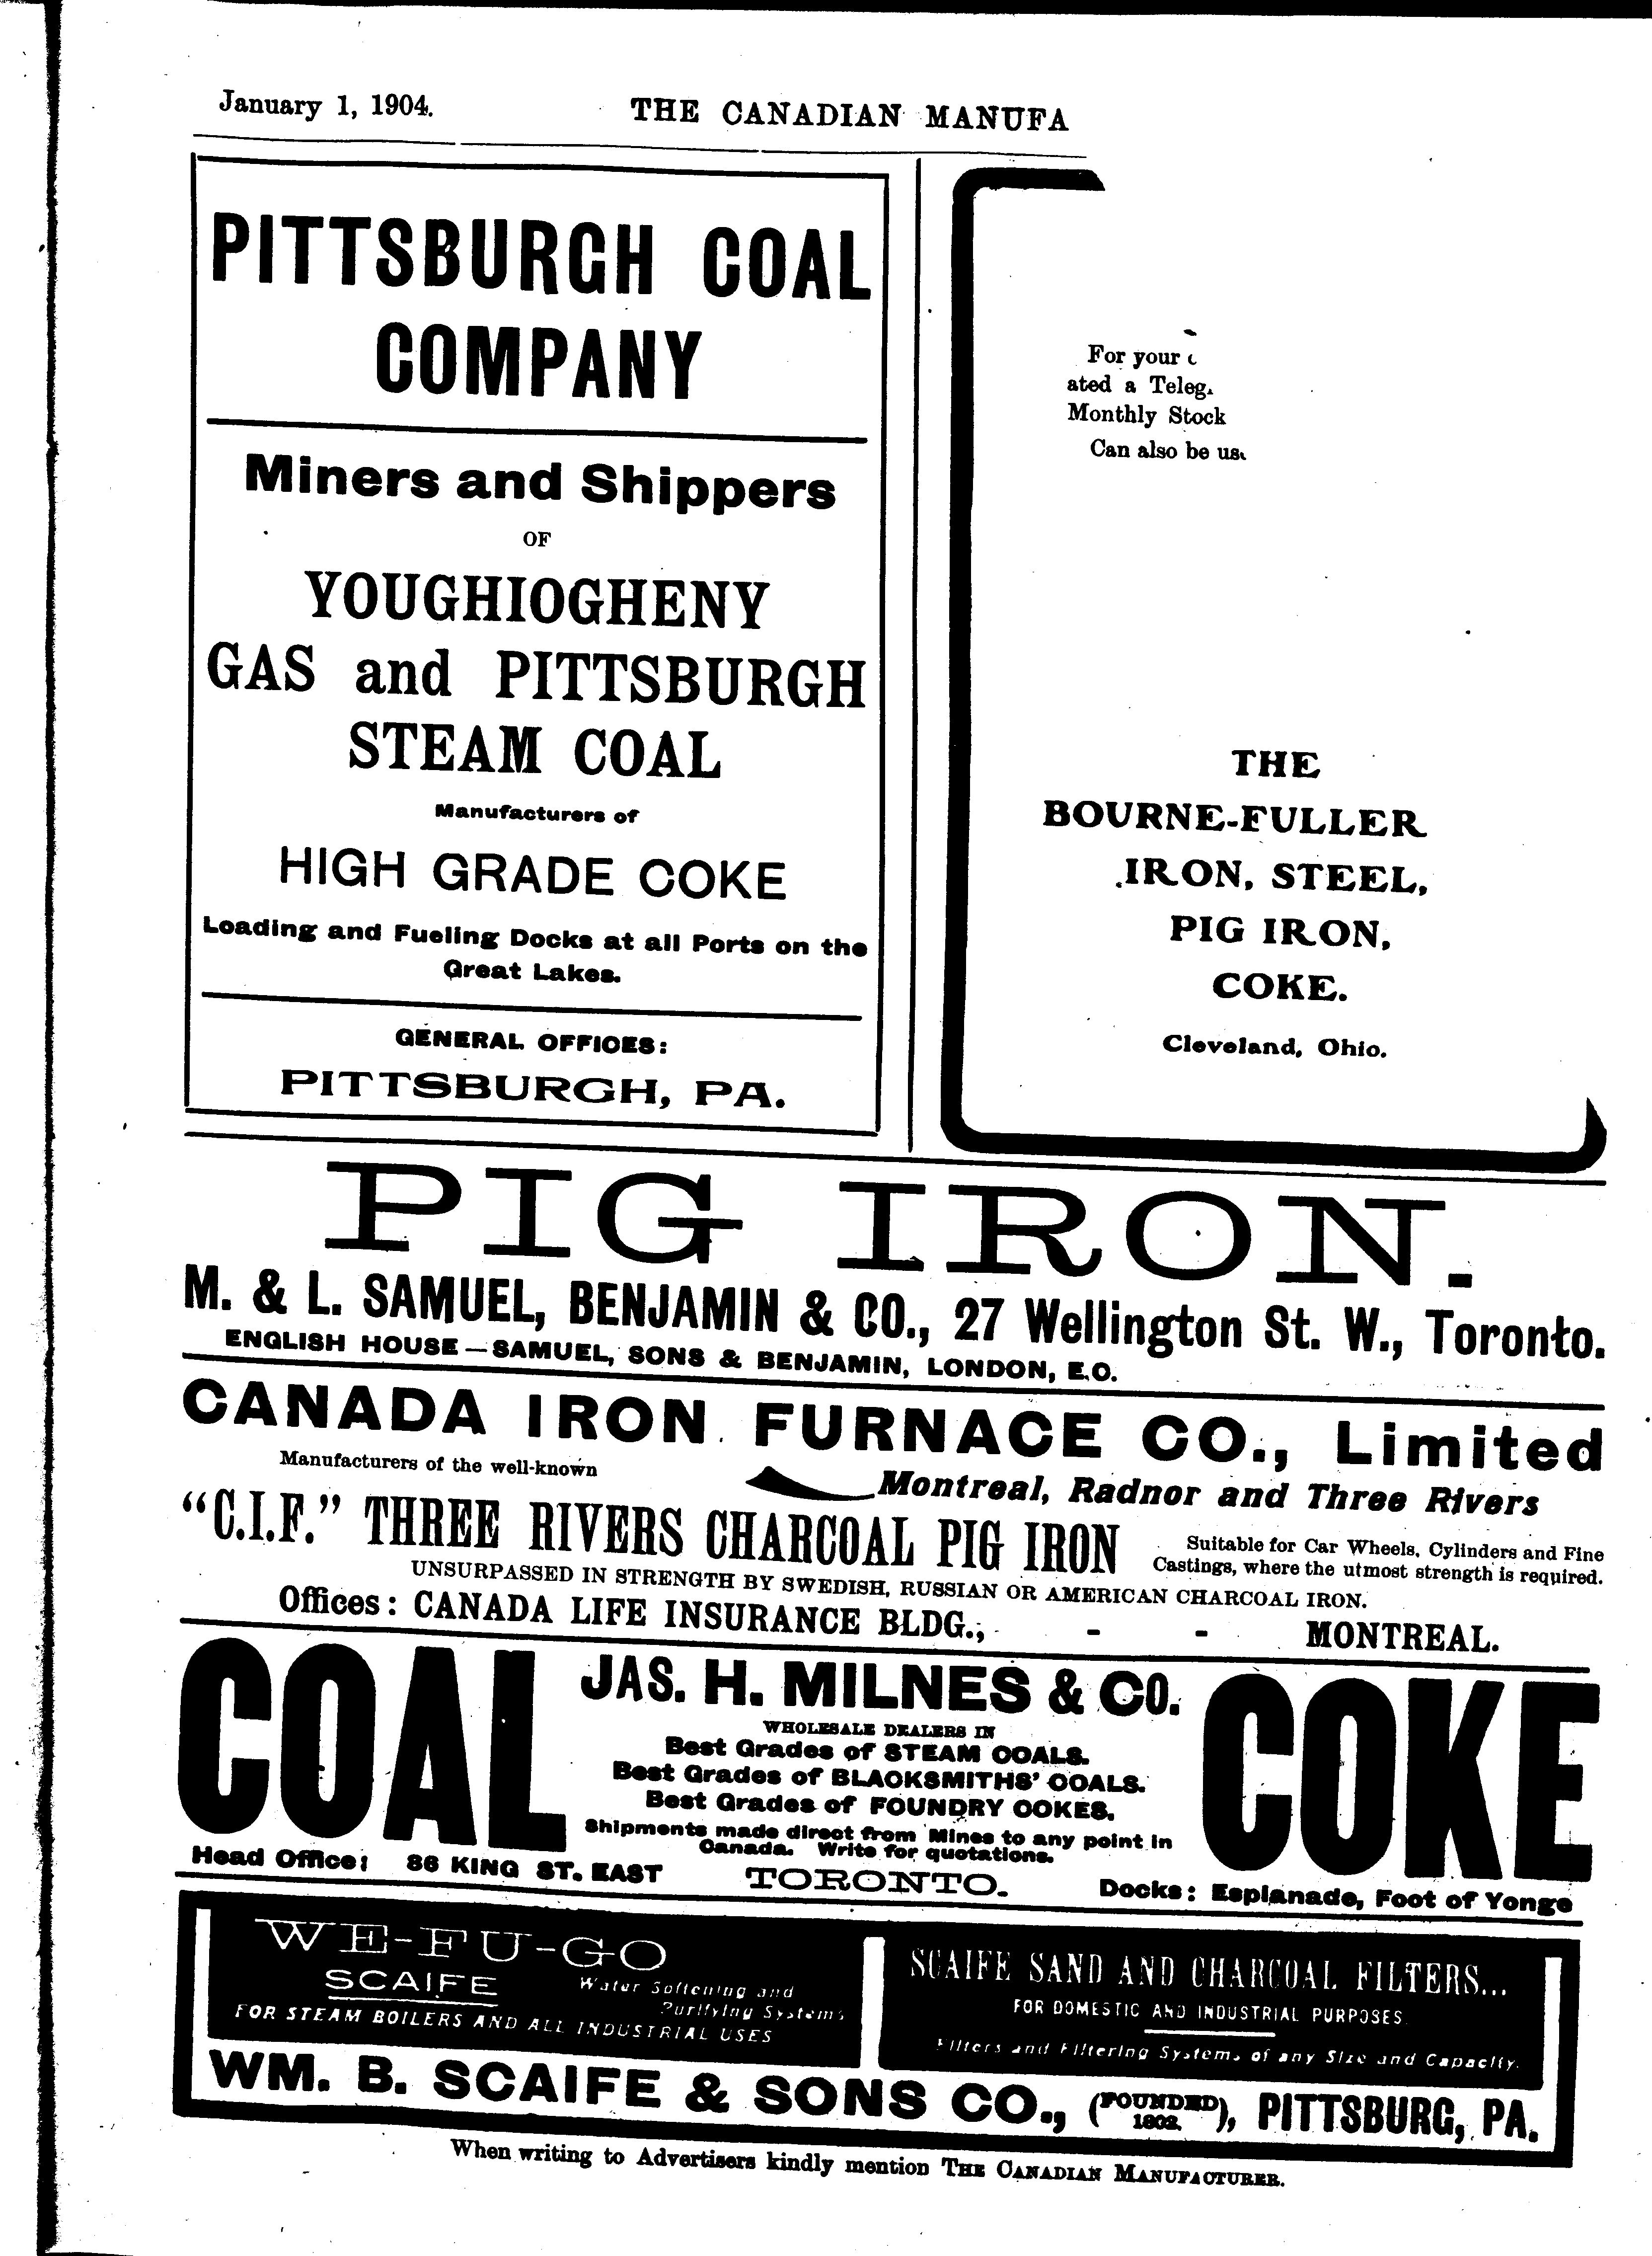 January 1, 1904.
THE CANADIAN MANUFA
PITTSBURGH COAL
COMPANY
Miners and Shippers
OF
YOUGHIOGHENY
GAS and PITTSBURGH
STEAM COAL
Manufacturers of
HIGH GRADE COKE
Loading and Fueling Docks at all Ports on the
Great Lakes.
GENERAL OFFICES:
PITTSBURGH, PA.
For your
ated a Teleg
Monthly Stock
Can also be us
THE
BOURNE-FULLER
IRON, STEEL,
PIG IRON,
COKE.
Cleveland, Ohio.
PIG IRON.
M. & L. SAMUEL, BENJAMIN & CO., 27 Wellington St. W., Toronto.
ENGLISH HOUSE—SAMUEL, SONS & BENJAMIN, LONDON, E.C.
CANADA IRON FURNACE CO., Limited
Manufacturers of the well-known
Montreal, Radnor and Three Rivers
“C.I.F.” THREE RIVERS CHARCOAL PIG IRON
Suitable for Car Wheels, Cylinders and Fine
Castings, where the utmost strength is required.
UNSURPASSED IN STRENGTH BY SWEDISH, RUSSIAN OR AMERICAN CHARCOAL IRON.
Offices: CANADA LIFE INSURANCE BLDG., - - MONTREAL.
COAL
JAS. H. MILNES & CO.
WHOLESALE DEALERS IN
Best Grades of STEAM COALS.
Best Grades of BLACKSMITHS' COALS.
Best Grades of FOUNDRY COKES.
Shipments made direct from Mines to any point in
Canada. Write for quotations.
COKE
Head Office: 86 KING ST. EAST
TORONTO.
Docks: Esplanade, Foot of Yonge
WE-FU-GO
SCAIFE
Water Softening and
Purifying Systems
FOR STEAM BOILERS AND ALL INDUSTRIAL USES
SCAIFE SAND AND CHARCOAL FILTERS...
FOR DOMESTIC AND INDUSTRIAL PURPOSES
Filters and Filtering Systems of any Size and Capacity.
WM. B. SCAIFE & SONS CO., (FOUNDED 1802), PITTSBURG, PA.
When writing to Advertisers kindly mention THE CANADIAN MANUFACTURER.